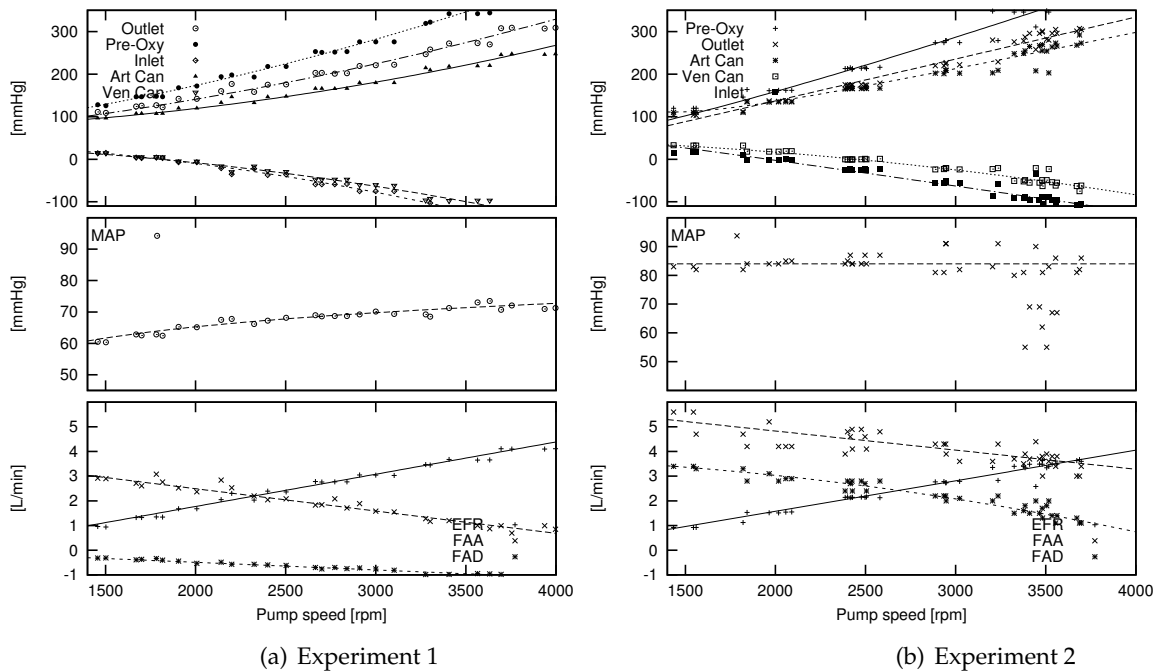 300
200
100
0
-100
[mmHg]
Outlet
Pre-Oxy
Inlet
Art Can
Ven Can
90
80
70
60
50
[mmHg]
MAP
5
4
3
2
1
0
-1
[L/min]
EFR
FAA
FAD
1500 2000 2500 3000 3500 4000
Pump speed [rpm]
(a) Experiment 1
300
200
100
0
-100
[mmHg]
Pre-Oxy
Outlet
Art Can
Ven Can
Inlet
90
80
70
60
50
[mmHg]
MAP
5
4
3
2
1
0
-1
[L/min]
EFR
FAA
FAD
1500 2000 2500 3000 3500 4000
Pump speed [rpm]
(b) Experiment 2